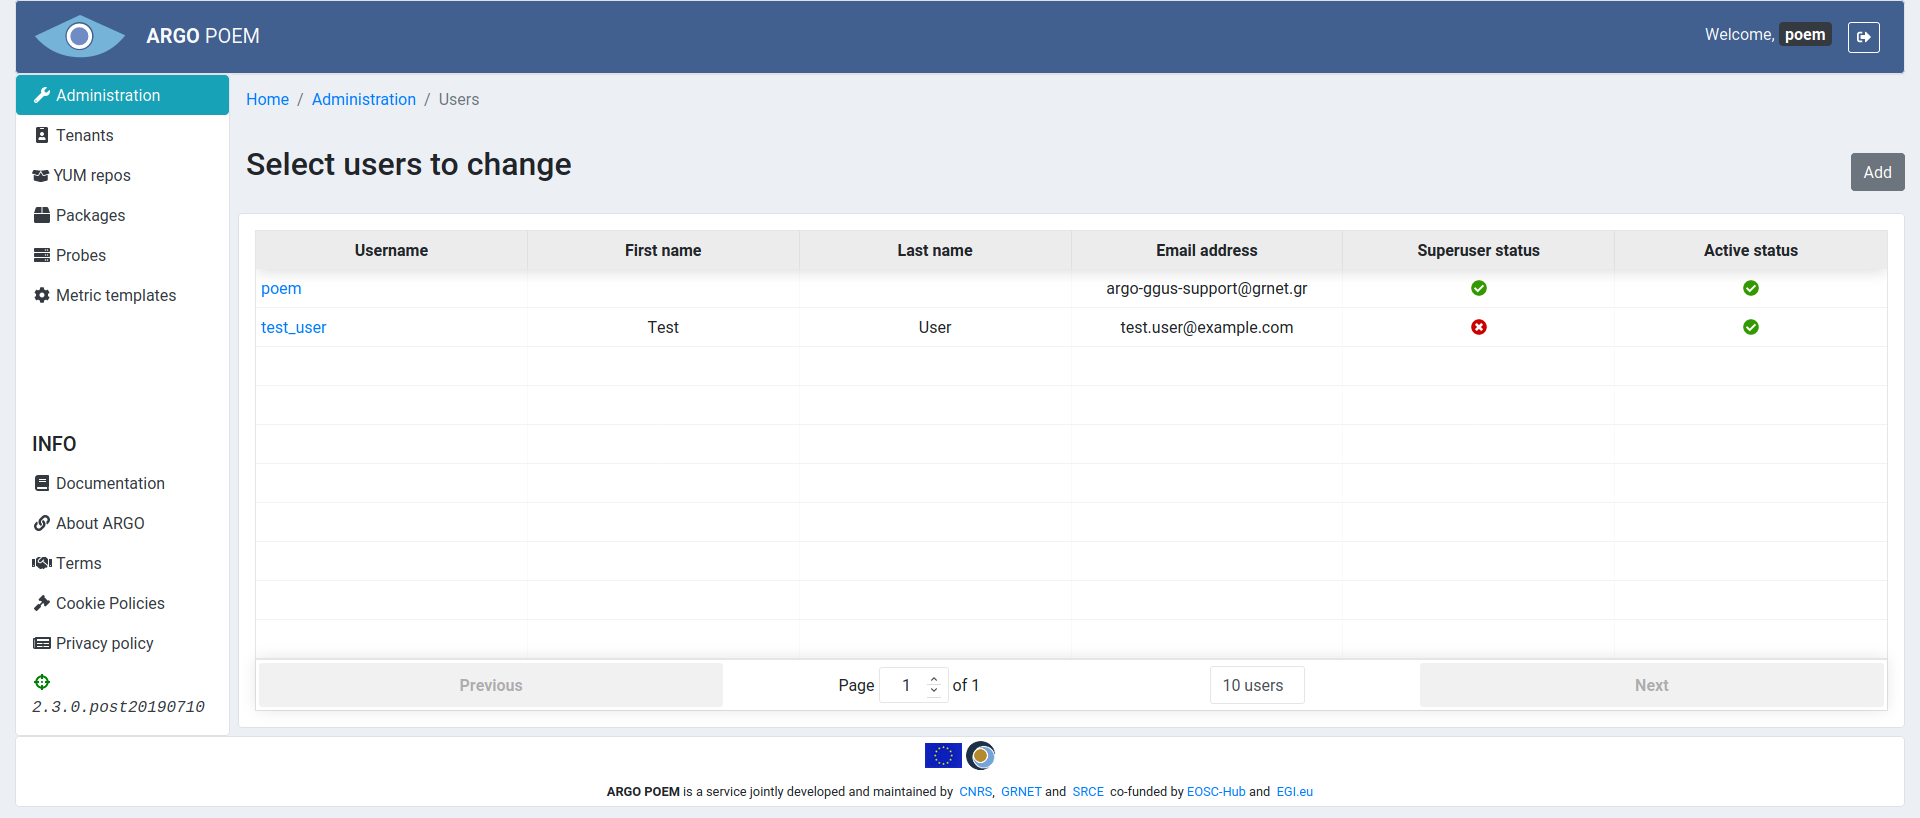 ARGO POEM
Welcome, poem
Administration
Tenants
YUM repos
Packages
Probes
Metric templates
INFO
Documentation
About ARGO
Terms
Cookie Policies
Privacy policy
2.3.0.post20190710
Home / Administration / Users
Select users to change
Add
Username First name Last name Email address Superuser status Active status
poem argo-ggus-support@grnet.gr
test_user Test User test.user@example.com
Previous Page 1 of 1 10 users Next
ARGO POEM is a service jointly developed and maintained by CNRS, GRNET and SRCE co-funded by EOSC-Hub and EGI.eu